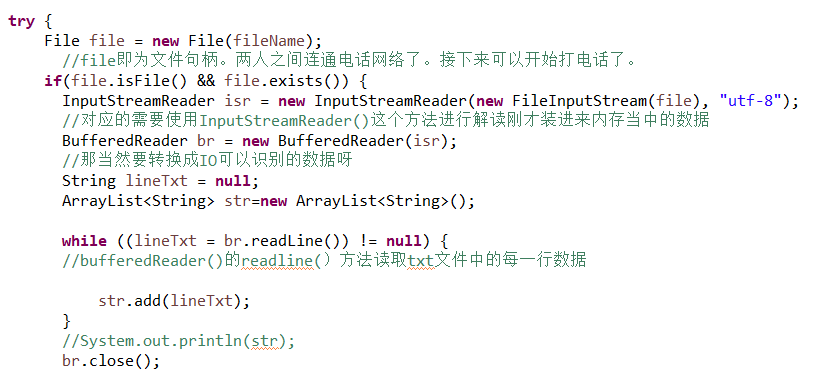 try {
File file = new File(fileName);
//file即为文件句柄。两人之间连通电话网络了。接下来可以开始打电话了。
if(file.isFile() && file.exists()) {
InputStreamReader isr = new InputStreamReader(new FileInputStream(file), "utf-8");
//对应的需要使用InputStreamReader()这个方法进行解读刚才装进来内存当中的数据
BufferedReader br = new BufferedReader(isr);
//那当然要转换成IO可以识别的数据呀
String lineTxt = null;
ArrayList<String> str=new ArrayList<String>();
while ((lineTxt = br.readLine()) != null) {
//bufferedReader()的readline() 方法读取txt文件中的每一行数据
str.add(lineTxt);
}
//System.out.println(str);
br.close();